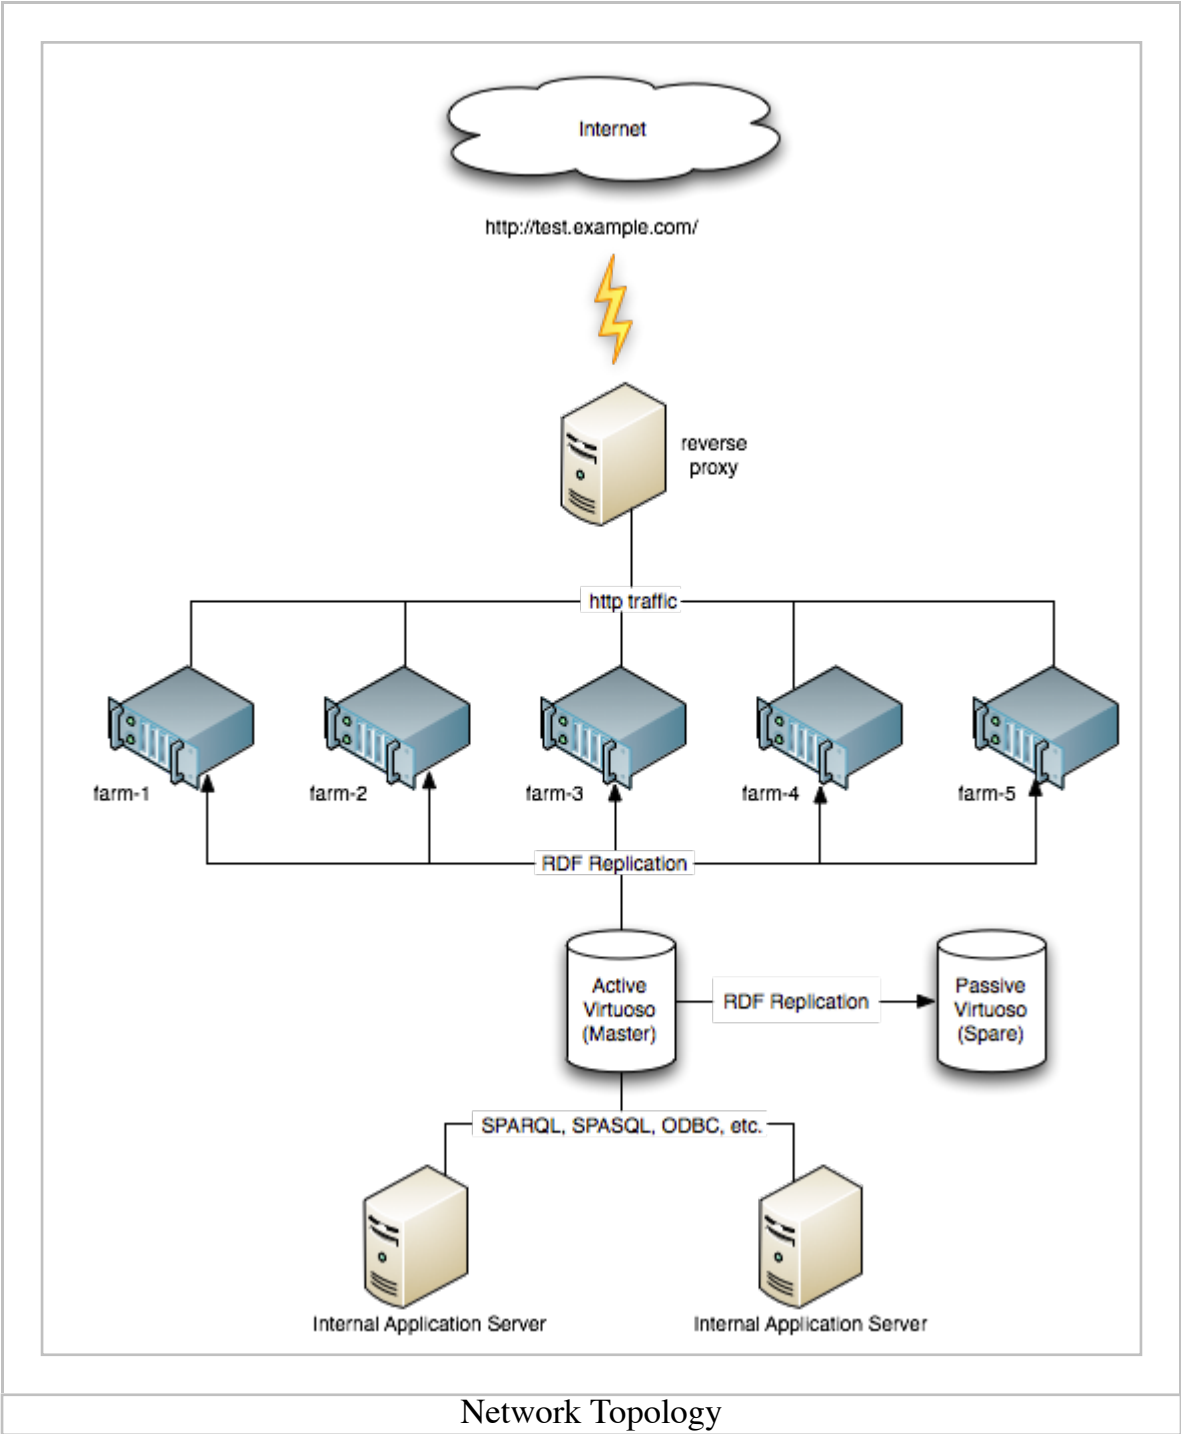 Internet
http://test.example.com/
reverse
proxy
http traffic
farm-1
farm-2
farm-3
farm-4
farm-5
RDF Replication
Active
Virtuoso
(Master)
RDF Replication
Passive
Virtuoso
(Spare)
SPARQL, SPASQL, ODBC, etc.
Internal Application Server
Internal Application Server
Network Topology